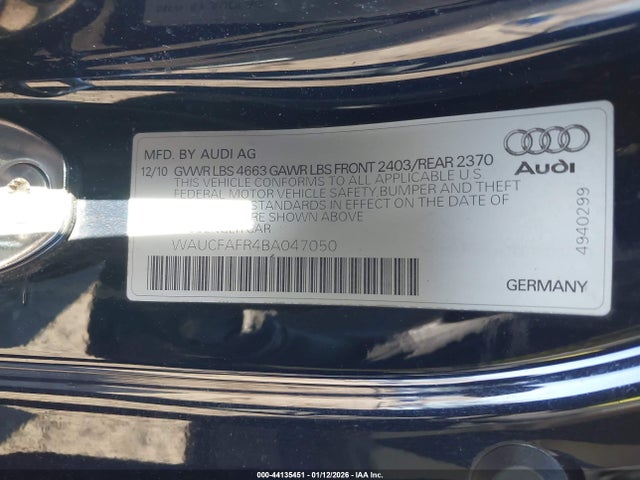 MFD. BY AUDI AG
12/10 GVWR LBS 4663 GAWR LBS FRONT 2403/REAR 2370
THIS VEHICLE CONFORMS TO ALL APPLICABLE U.S
FEDERAL MOTOR VEHICLE SAFETY BUMPER AND THEFT
STANDARDS IN EFFECT ON THE DATE OF
SHOWN ABOVE
CAR
WAUCFAFR4BA047050
Audi
4940299
GERMANY
000-44135451 - 01/12/2026 - IAA Inc.